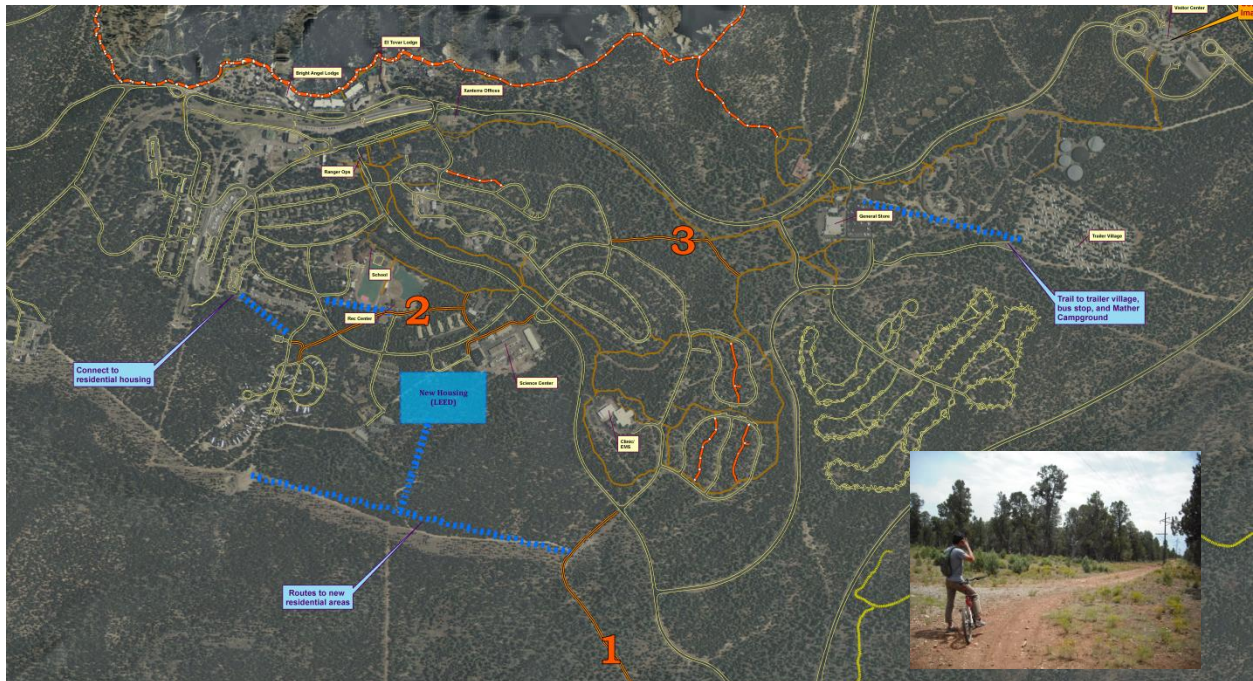 Visitor Center
Ima
El Tovar Lodge
Bright Angel Lodge
Xanterra Offices
Ranger Ops
General Store
Trailer Village
School
3
Trail to trailer village,
bus stop, and Mather
Campground
2
Rec Center
Connect to
residential housing
Science Center
New Housing
(LEED)
Clinic/
EMS
Routes to new
residential areas
1